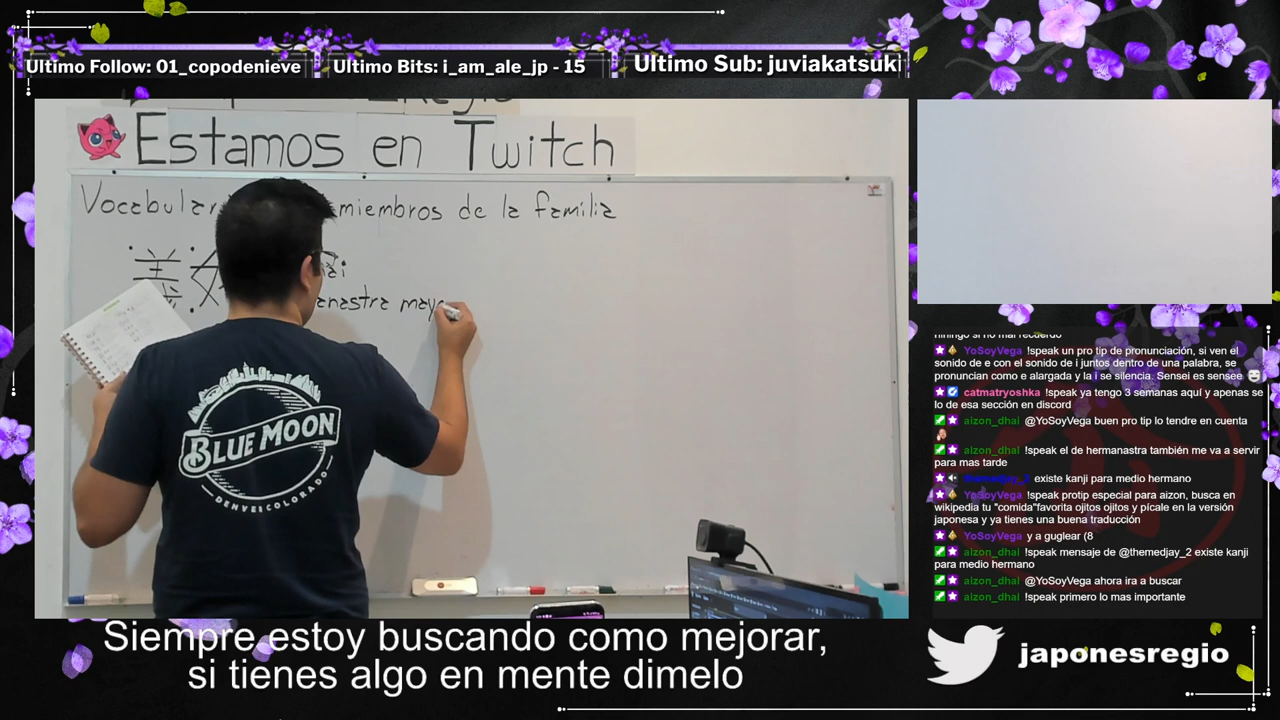 Ultimo Follow: 01_copodenieve
Ultimo Bits: i_am_ale_jp - 15
Ultimo Sub: juviakatsuki
Estamos en Twitch
Vocabular miembros de la familia
義
anastra mayo
BLUE MOON
DENVER COLORADO
YoSoyVega !speak un pro tip de pronunciación, si ven el
sonido de e con el sonido de i juntos dentro de una palabra, se
pronuncian como e alargada y la i se silencia. Sensei es sensee
catmatryoshka !speak ya tengo 3 semanas aquí y apenas se
lo de esa sección en discord
aizon_dhal @YoSoyVega buen pro tip lo tendre en cuenta
aizon_dhal !speak el de hermanastra también me va a servir
para mas tarde
themedjay_2 existe kanji para medio hermano
YoSoyVega !speak protip especial para aizon, busca en
wikipedia tu "comida"favorita ojitos ojitos y pícale en la versión
japonesa y ya tienes una buena traducción
YoSoyVega y a guglear (8
aizon_dhal !speak mensaje de @themedjay_2 existe kanji
para medio hermano
aizon_dhal @YoSoyVega ahora ira a buscar
aizon_dhal !speak primero lo mas importante
Siempre estoy buscando como mejorar,
si tienes algo en mente dimelo
japonesregio